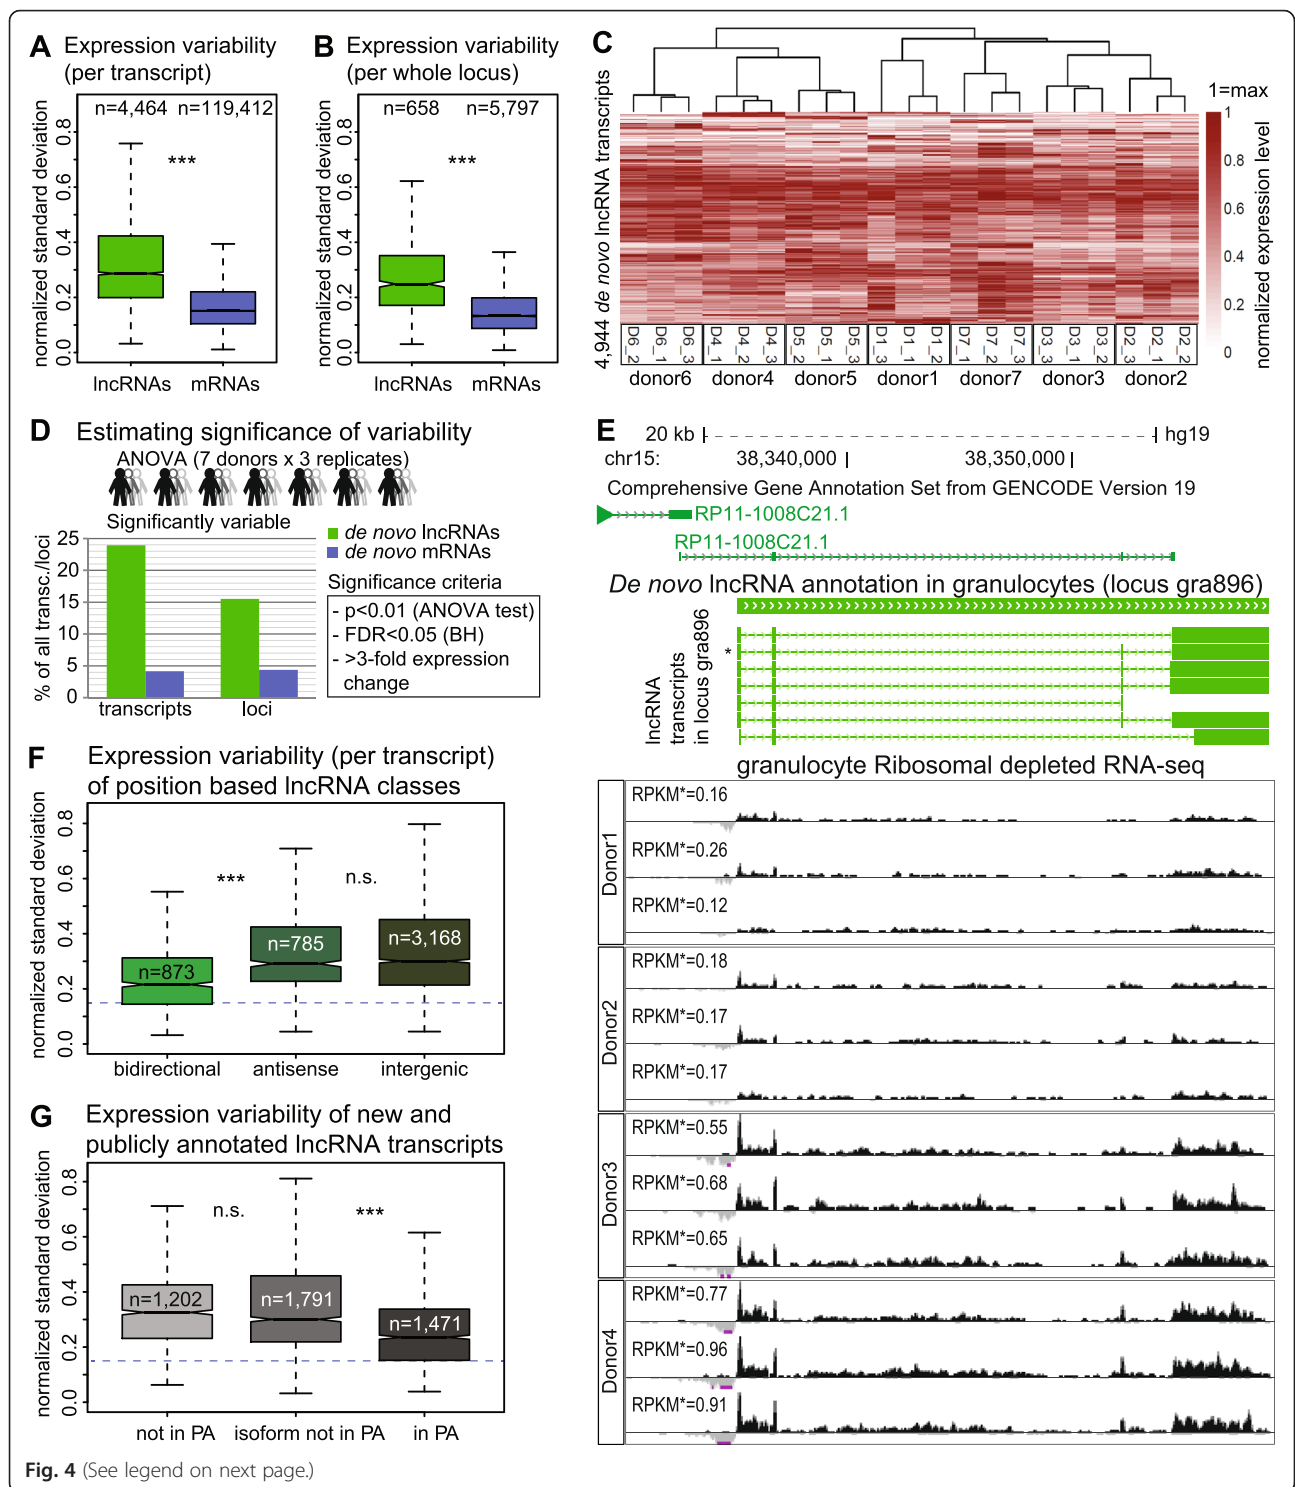 A Expression variability
(per transcript)
n=4,464 n=119,412
***
normalized standard deviation
0.0 0.2 0.4 0.6 0.8
lncRNAs mRNAs
B Expression variability
(per whole locus)
n=658 n=5,797
***
normalized standard deviation
0.0 0.2 0.4 0.6 0.8
lncRNAs mRNAs
C
4,944 de novo lncRNA transcripts
1=max
1
0.8
0.6
0.4
0.2
0
normalized expression level
D6_2 D6_1 D6_3 D4_1 D4_2 D4_3 D5_2 D5_1 D5_3 D1_3 D1_1 D1_2 D7_1 D7_2 D7_3 D3_3 D3_1 D3_2 D2_3 D2_1 D2_2
donor6 donor4 donor5 donor1 donor7 donor3 donor2
D Estimating significance of variability
ANOVA (7 donors x 3 replicates)
Significantly variable
% of all transc./loci
25
20
15
10
5
0
transcripts loci
de novo lncRNAs
de novo mRNAs
Significance criteria
- p<0.01 (ANOVA test)
- FDR<0.05 (BH)
- >3-fold expression
change
E
20 kb hg19
chr15: 38,340,000 38,350,000
Comprehensive Gene Annotation Set from GENCODE Version 19
RP11-1008C21.1
RP11-1008C21.1
De novo lncRNA annotation in granulocytes (locus gra896)
*
lncRNA
transcripts
in locus gra896
granulocyte Ribosomal depleted RNA-seq
Donor1
RPKM*=0.16
RPKM*=0.26
RPKM*=0.12
Donor2
RPKM*=0.18
RPKM*=0.17
RPKM*=0.17
Donor3
RPKM*=0.55
RPKM*=0.68
RPKM*=0.65
Donor4
RPKM*=0.77
RPKM*=0.96
RPKM*=0.91
F Expression variability (per transcript)
of position based lncRNA classes
normalized standard deviation
0.0 0.2 0.4 0.6 0.8
*** n.s.
n=873 n=785 n=3,168
bidirectional antisense intergenic
G Expression variability of new and
publicly annotated lncRNA transcripts
normalized standard deviation
0.0 0.2 0.4 0.6 0.8
n.s. ***
n=1,202 n=1,791 n=1,471
not in PA isoform not in PA in PA
Fig. 4 (See legend on next page.)